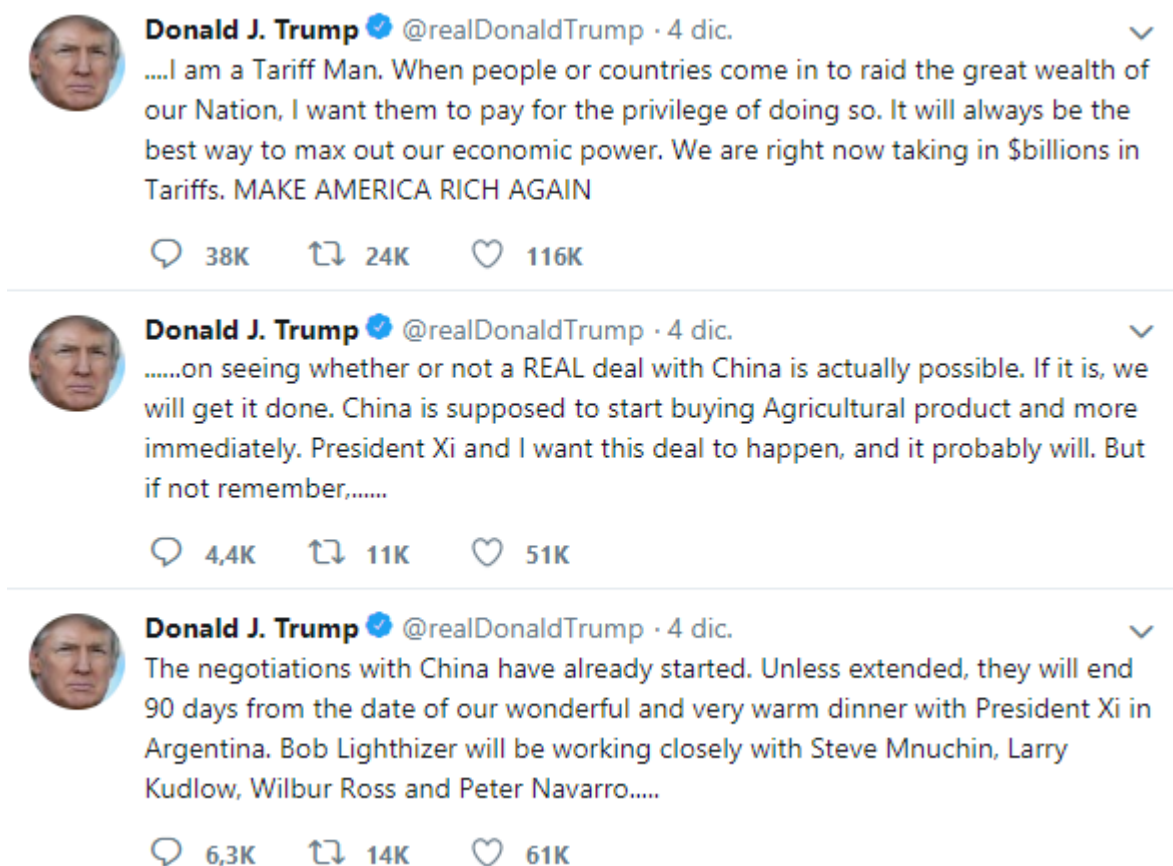 Donald J. Trump @realDonaldTrump · 4 dic.
....I am a Tariff Man. When people or countries come in to raid the great wealth of
our Nation, I want them to pay for the privilege of doing so. It will always be the
best way to max out our economic power. We are right now taking in $billions in
Tariffs. MAKE AMERICA RICH AGAIN
38K 24K 116K
Donald J. Trump @realDonaldTrump · 4 dic.
......on seeing whether or not a REAL deal with China is actually possible. If it is, we
will get it done. China is supposed to start buying Agricultural product and more
immediately. President Xi and I want this deal to happen, and it probably will. But
if not remember,......
4,4K 11K 51K
Donald J. Trump @realDonaldTrump · 4 dic.
The negotiations with China have already started. Unless extended, they will end
90 days from the date of our wonderful and very warm dinner with President Xi in
Argentina. Bob Lighthizer will be working closely with Steve Mnuchin, Larry
Kudlow, Wilbur Ross and Peter Navarro.....
6,3K 14K 61K